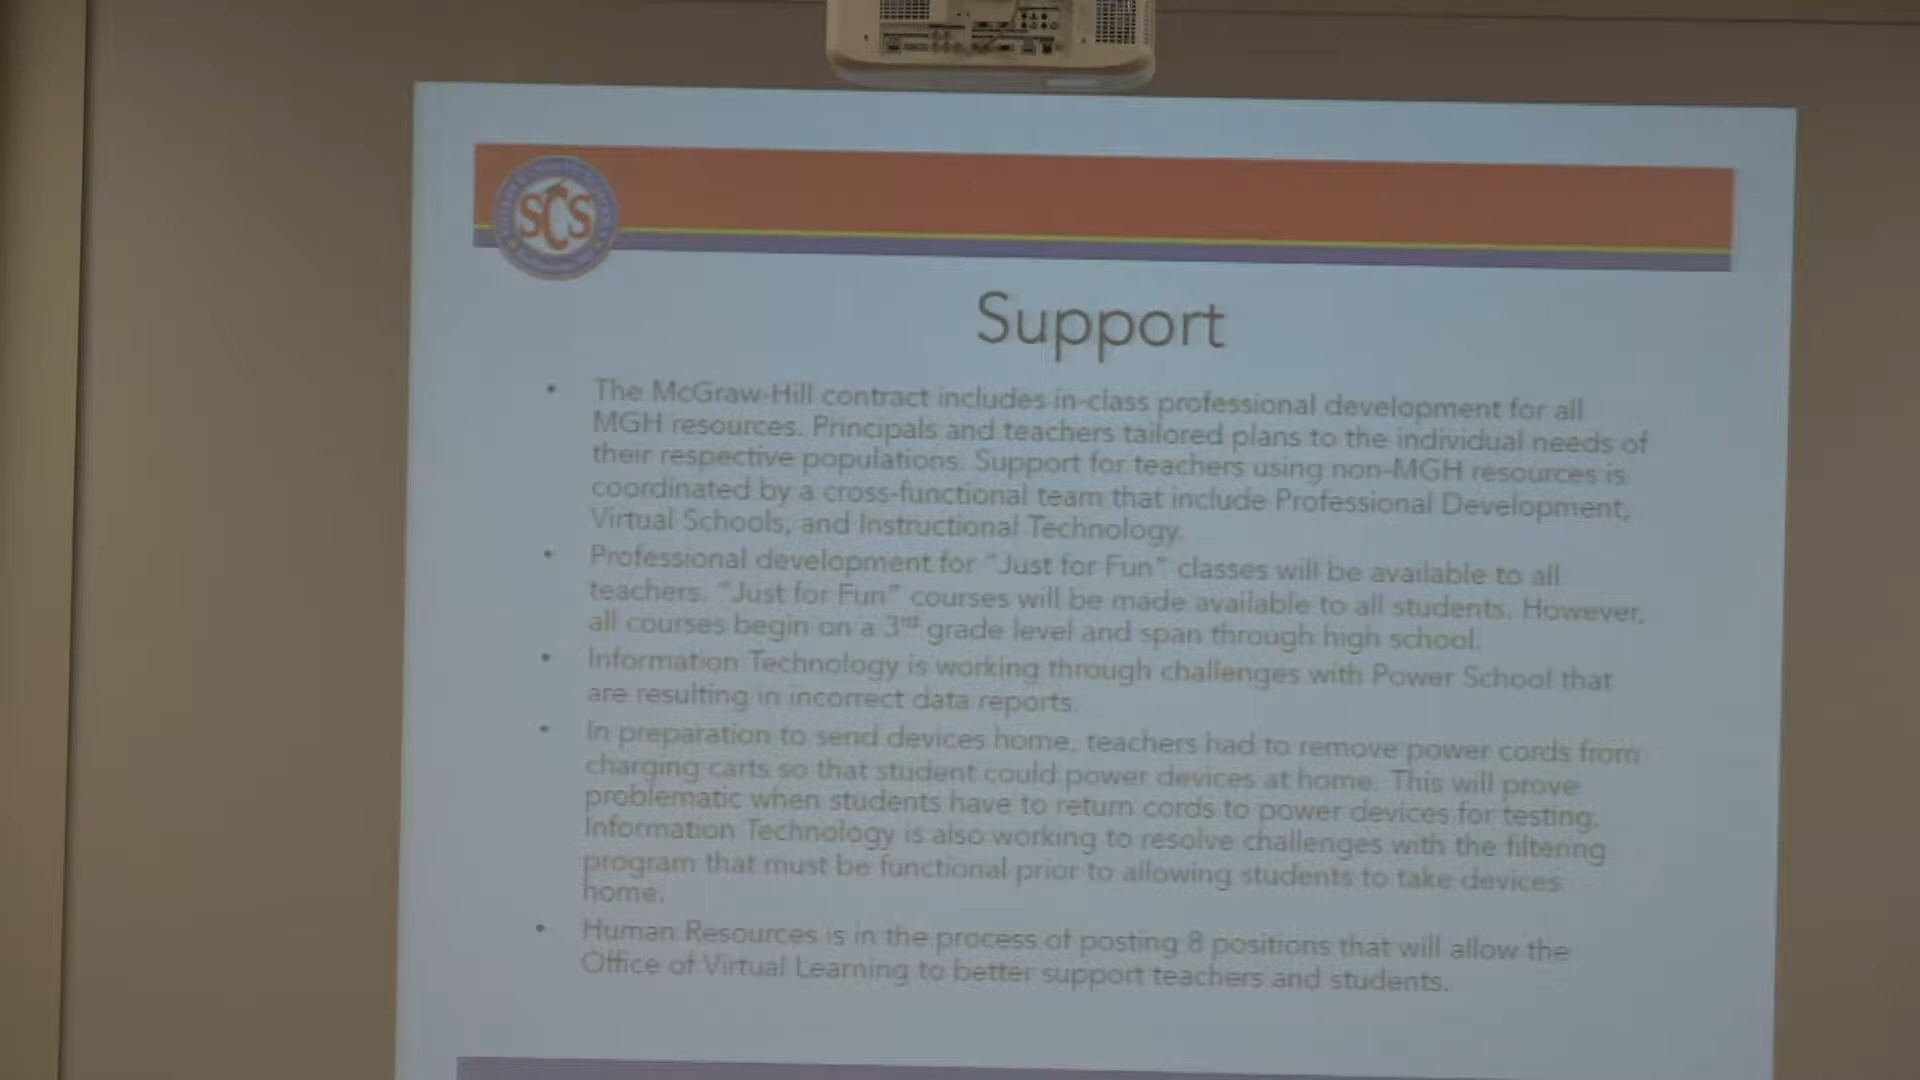 SCS
Support
• The McGraw-Hill contract includes in-class professional development for all
MGH resources. Principals and teachers tailored plans to the individual needs of
their respective populations. Support for teachers using non-MGH resources is
coordinated by a cross-functional team that include Professional Development,
Virtual Schools, and Instructional Technology.
• Professional development for "Just for Fun" classes will be available to all
teachers. "Just for Fun" courses will be made available to all students. However,
all courses begin on a 3rd grade level and span through high school.
• Information Technology is working through challenges with Power School that
are resulting in incorrect data reports.
• In preparation to send devices home, teachers had to remove power cords from
charging carts so that student could power devices at home. This will prove
problematic when students have to return cords to power devices for testing.
Information Technology is also working to resolve challenges with the filtering
program that must be functional prior to allowing students to take devices
home.
• Human Resources is in the process of posting 8 positions that will allow the
Office of Virtual Learning to better support teachers and students.